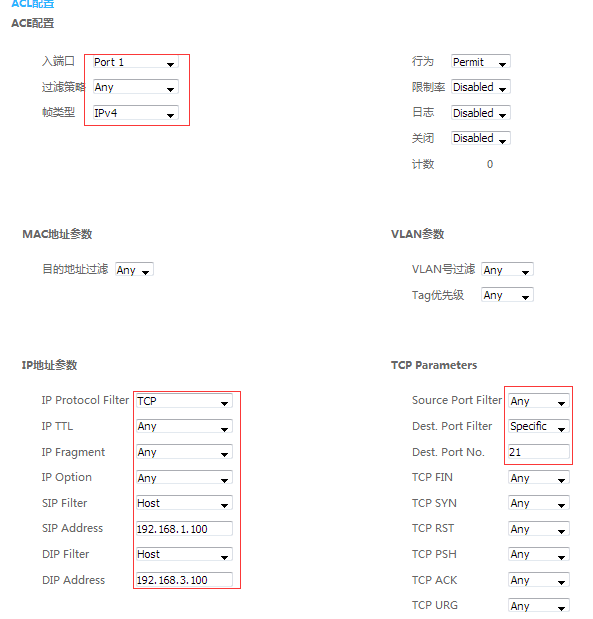 ACL配置
ACE配置
入端口 Port 1
过滤策略 Any
帧类型 IPv4
行为 Permit
限制率 Disabled
日志 Disabled
关闭 Disabled
计数 0
MAC地址参数
目的地址过滤 Any
VLAN参数
VLAN号过滤 Any
Tag优先级 Any
IP地址参数
IP Protocol Filter TCP
IP TTL Any
IP Fragment Any
IP Option Any
SIP Filter Host
SIP Address 192.168.1.100
DIP Filter Host
DIP Address 192.168.3.100
TCP Parameters
Source Port Filter Any
Dest. Port Filter Specific
Dest. Port No. 21
TCP FIN Any
TCP SYN Any
TCP RST Any
TCP PSH Any
TCP ACK Any
TCP URG Any